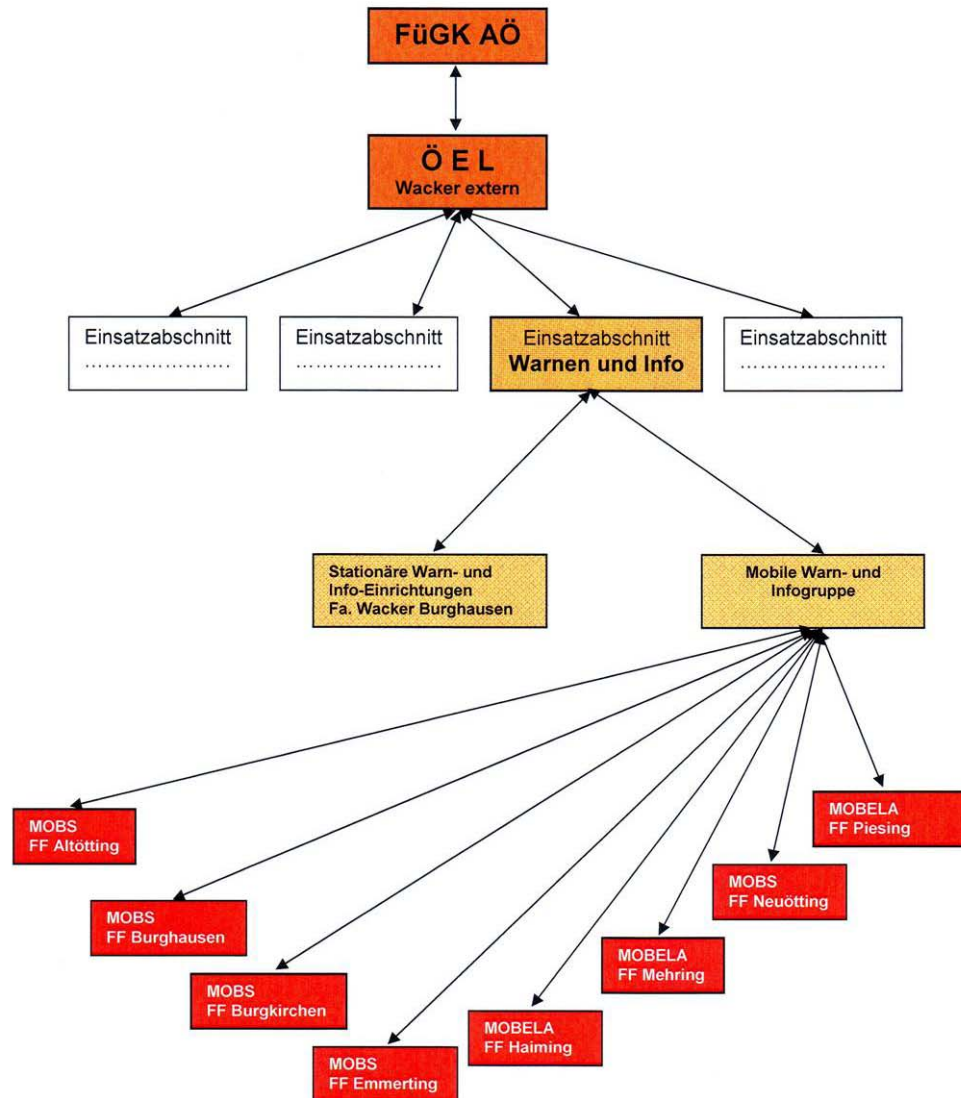 FüGK AÖ
Ö E L
Wacker extern
Einsatzabschnitt
........................
Einsatzabschnitt
........................
Einsatzabschnitt
Warnen und Info
Einsatzabschnitt
........................
Stationäre Warn- und
Info-Einrichtungen
Fa. Wacker Burghausen
Mobile Warn- und
Infogruppe
MOBS
FF Altötting
MOBS
FF Burghausen
MOBS
FF Burgkirchen
MOBS
FF Emmerting
MOBELA
FF Haiming
MOBELA
FF Mehring
MOBS
FF Neuötting
MOBELA
FF Piesing